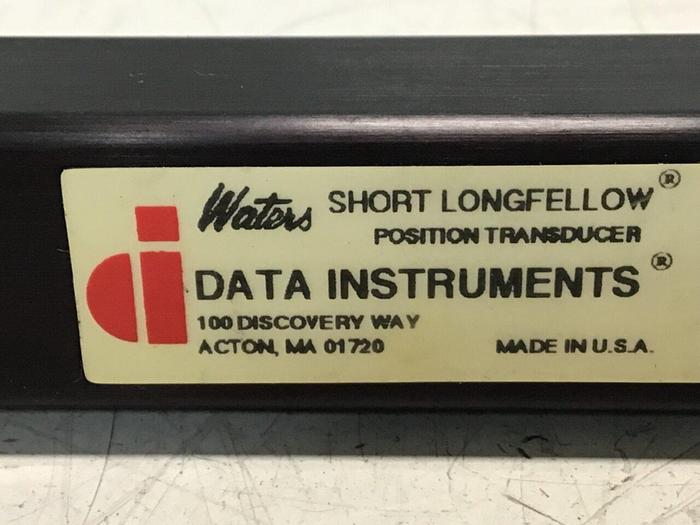 Waters SHORT LONGFELLOW®
POSITION TRANSDUCER
DATA INSTRUMENTS®
100 DISCOVERY WAY
ACTON, MA 01720 MADE IN U.S.A.